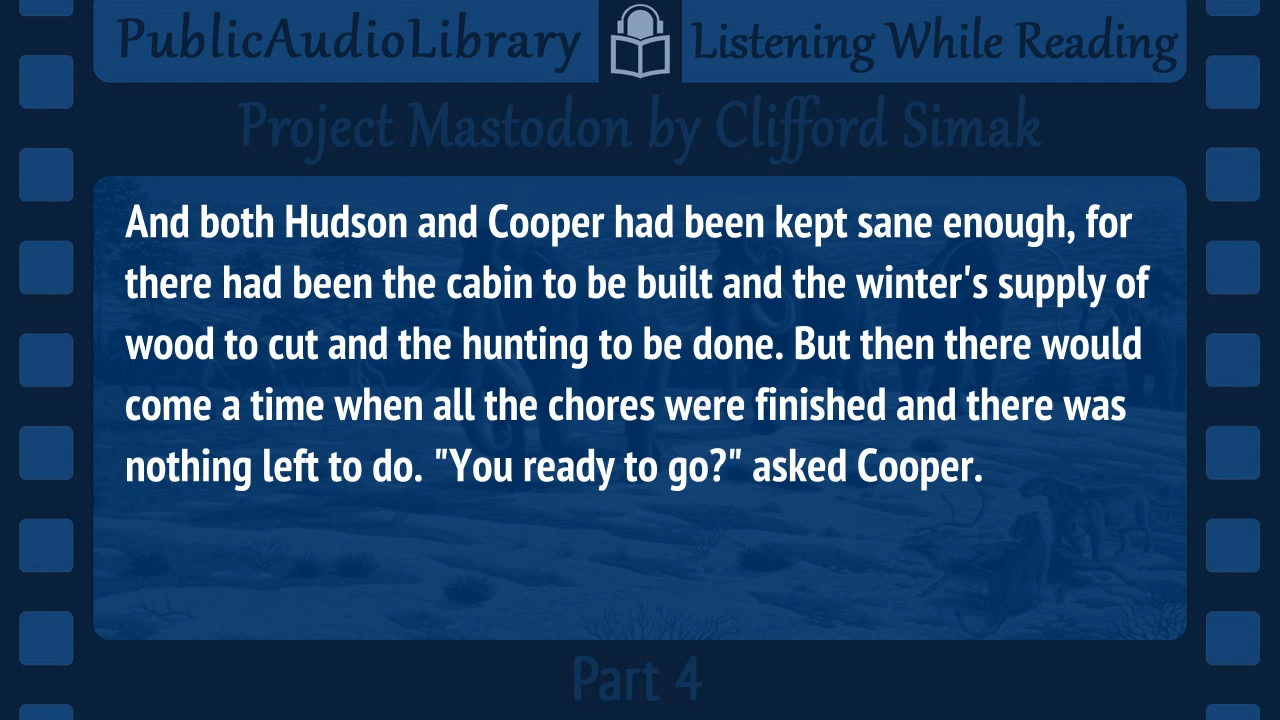 PublicAudioLibrary Listening While Reading
Project Mastodon by Clifford Simak
And both Hudson and Cooper had been kept sane enough, for
there had been the cabin to be built and the winter's supply of
wood to cut and the hunting to be done. But then there would
come a time when all the chores were finished and there was
nothing left to do. "You ready to go?" asked Cooper.
Part 4